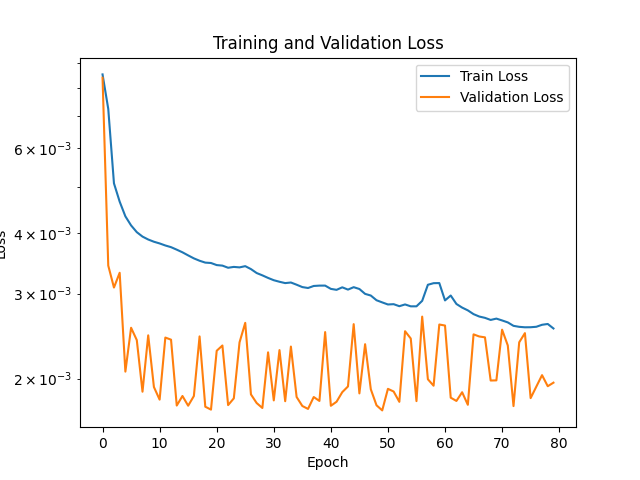 Training and Validation Loss
Train Loss
Validation Loss
6 × 10⁻³
4 × 10⁻³
3 × 10⁻³
2 × 10⁻³
Loss
0 10 20 30 40 50 60 70 80
Epoch